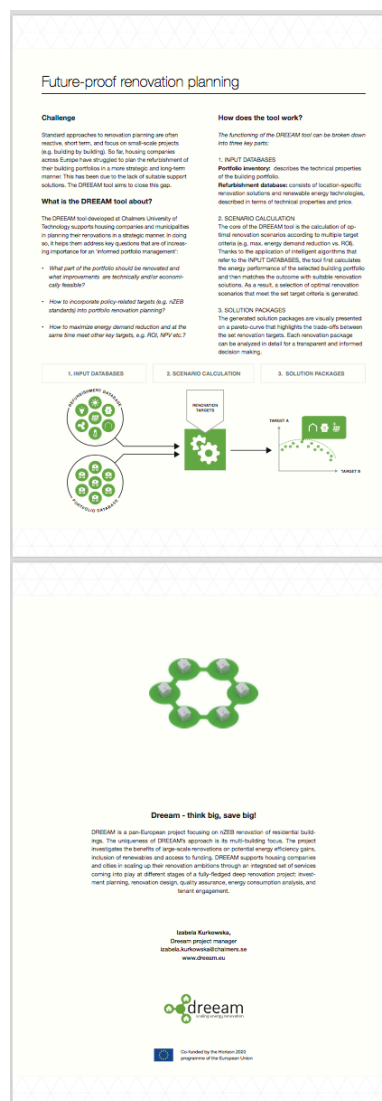 Future-proof renovation planning
Challenge
Standard approaches to renovation planning are often
reactive, short term, and focus on small-scale projects
(e.g. building by building). So far, housing companies
across Europe have struggled to plan the refurbishment of
their building portfolios in a more strategic and long-term
manner. This has been due to the lack of suitable support
solutions. The DREEAM tool aims to close this gap.
What is the DREEAM tool about?
The DREEAM tool developed at Chalmers University of
Technology supports housing companies and municipalities
in planning their renovations in a strategic manner. In doing
so, it helps them address key questions that are of increas-
ing importance for an 'informed portfolio management':
• What part of the portfolio should be renovated and
what improvements are technically and/or economi-
cally feasible?
• How to incorporate policy-related targets (e.g. nZEB
standards) into portfolio renovation planning?
• How to maximize energy demand reduction and at the
same time meet other key targets, e.g. ROI, NPV etc.?
How does the tool work?
The functioning of the DREEAM tool can be broken down
into three key parts:
1. INPUT DATABASES
Portfolio inventory: describes the technical properties
of the building portfolio.
Refurbishment database: consists of location-specific
renovation solutions and renewable energy technologies,
described in terms of technical properties and price.
2. SCENARIO CALCULATION
The core of the DREEAM tool is the calculation of op-
timal renovation scenarios according to multiple target
criteria (e.g. max. energy demand reduction vs. ROI).
Thanks to the application of intelligent algorithms that
refer to the INPUT DATABASES, the tool first calculates
the energy performance of the selected building portfolio
and then matches the outcome with suitable renovation
solutions. As a result, a selection of optimal renovation
scenarios that meet the set target criteria is generated.
3. SOLUTION PACKAGES
The generated solution packages are visually presented
on a pareto-curve that highlights the trade-offs between
the set renovation targets. Each renovation package
can be analyzed in detail for a transparent and informed
decision making.
1. INPUT DATABASES
2. SCENARIO CALCULATION
3. SOLUTION PACKAGES
REFURBISHMENT DATABASE
PORTFOLIO DATABASE
RENOVATION
TARGETS
TARGET A
TARGET B
Dreeam - think big, save big!
DREEAM is a pan-European project focusing on nZEB renovation of residential build-
ings. The uniqueness of DREEAM's approach is its multi-building focus. The project
investigates the benefits of large-scale renovations on potential energy efficiency gains,
inclusion of renewables and access to funding. DREEAM supports housing companies
and cities in scaling up their renovation ambitions through an integrated set of services
coming into play at different stages of a fully-fledged deep renovation project: invest-
ment planning, renovation design, quality assurance, energy consumption analysis, and
tenant engagement.
Izabela Kurkowska,
Dreeam project manager
izabela.kurkowska@chalmers.se
www.dreeam.eu
dreeam
scaling energy renovation
Co-funded by the Horizon 2020
programme of the European Union